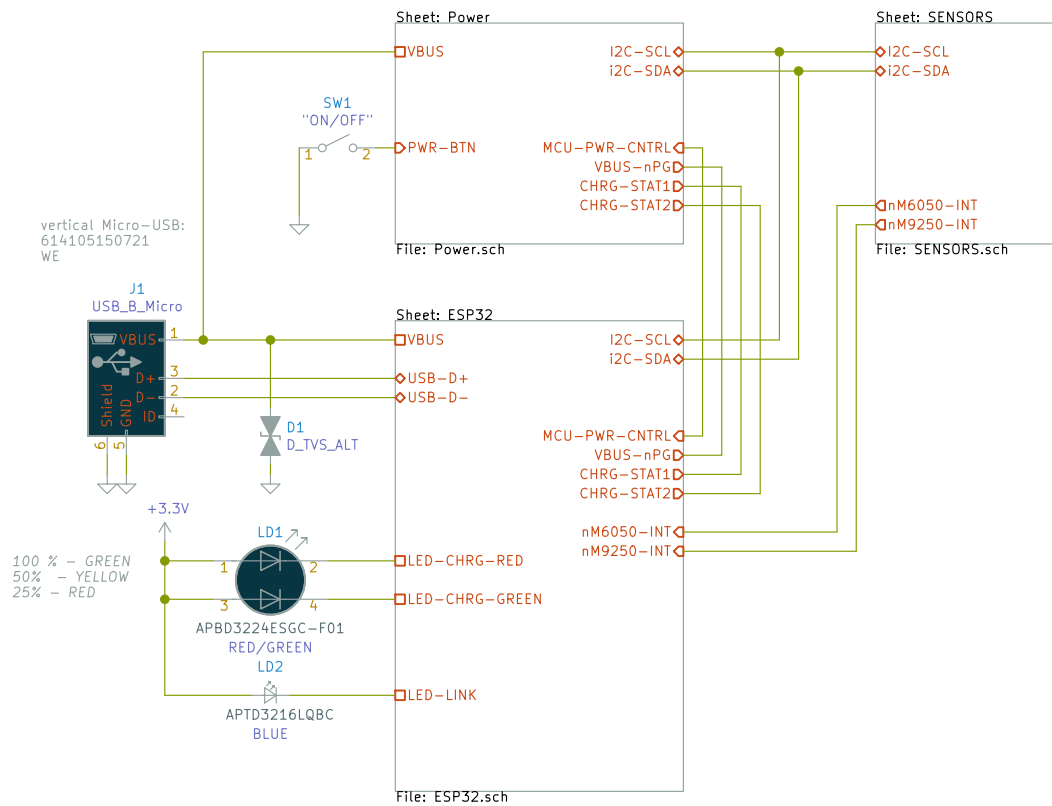 Sheet: Power
VBUS
I2C-SCL
i2C-SDA
SW1
"ON/OFF"
1
2
PWR-BTN
MCU-PWR-CNTRL
VBUS-nPG
CHRG-STAT1
CHRG-STAT2
File: Power.sch
Sheet: SENSORS
I2C-SCL
i2C-SDA
nM6050-INT
nM9250-INT
File: SENSORS.sch
vertical Micro-USB:
614105150721
WE
J1
USB_B_Micro
VBUS
1
D+
3
D-
2
ID
4
Shield
GND
6
5
D1
D_TVS_ALT
Sheet: ESP32
VBUS
I2C-SCL
i2C-SDA
USB-D+
USB-D-
MCU-PWR-CNTRL
VBUS-nPG
CHRG-STAT1
CHRG-STAT2
nM6050-INT
nM9250-INT
LED-CHRG-RED
LED-CHRG-GREEN
LED-LINK
File: ESP32.sch
+3.3V
100 % - GREEN
50%  - YELLOW
25% - RED
LD1
1
2
3
4
APBD3224ESGC-F01
RED/GREEN
LD2
APTD3216LQBC
BLUE